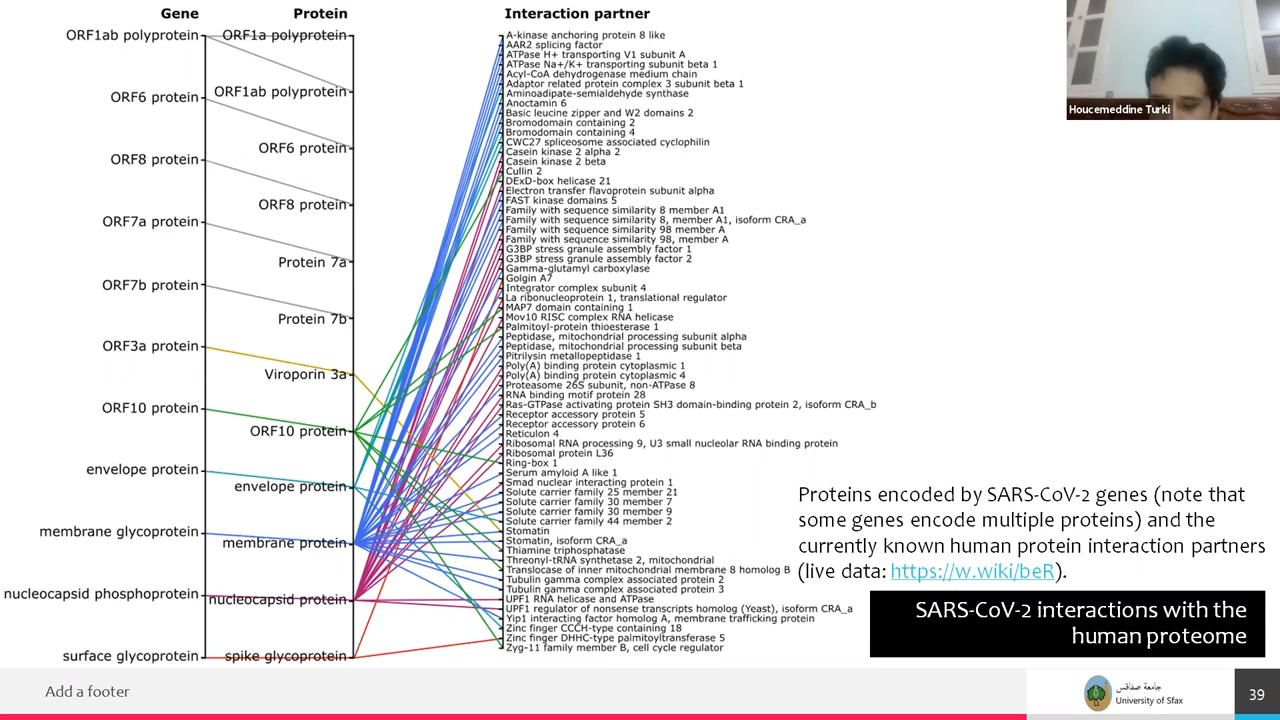 Gene
Protein
Interaction partner
ORF1ab polyprotein
ORF6 protein
ORF8 protein
ORF7a protein
ORF7b protein
ORF3a protein
ORF10 protein
envelope protein
membrane glycoprotein
nucleocapsid phosphoprotein
surface glycoprotein
ORF1a polyprotein
ORF1ab polyprotein
ORF6 protein
ORF8 protein
Protein 7a
Protein 7b
Viroporin 3a
ORF10 protein
envelope protein
membrane protein
nucleocapsid protein
spike glycoprotein
A-kinase anchoring protein 8 like
AAR2 splicing factor
ATPase H+ transporting V1 subunit A
ATPase Na+/K+ transporting subunit beta 1
Acyl-CoA dehydrogenase medium chain
Adaptor related protein complex 3 subunit beta 1
Aminoadipate-semialdehyde synthase
Anoctamin 6
Basic leucine zipper and W2 domains 2
Bromodomain containing 2
Bromodomain containing 4
CWC27 spliceosome associated cyclophilin
Casein kinase 2 alpha 2
Casein kinase 2 beta
Cullin 2
DExD-box helicase 21
Electron transfer flavoprotein subunit alpha
FAST kinase domains 5
Family with sequence similarity 8 member A1
Family with sequence similarity 8, member A1, isoform CRA_a
Family with sequence similarity 98 member A
Family with sequence similarity 98, member A
G3BP stress granule assembly factor 1
G3BP stress granule assembly factor 2
Gamma-glutamyl carboxylase
Golgin A7
Integrator complex subunit 4
La ribonucleoprotein 1, translational regulator
MAP7 domain containing 1
Mov10 RISC complex RNA helicase
Palmitoyl-protein thioesterase 1
Peptidase, mitochondrial processing subunit alpha
Peptidase, mitochondrial processing subunit beta
Pitrilysin metallopeptidase 1
Poly(A) binding protein cytoplasmic 1
Poly(A) binding protein cytoplasmic 4
Proteasome 26S subunit, non-ATPase 8
RNA binding motif protein 28
Ras-GTPase activating protein SH3 domain-binding protein 2, isoform CRA_b
Receptor accessory protein 5
Receptor accessory protein 6
Reticulon 4
Ribosomal RNA processing 9, U3 small nucleolar RNA binding protein
Ribosomal protein L36
Ring-box 1
Serum amyloid A like 1
Smad nuclear interacting protein 1
Solute carrier family 25 member 21
Solute carrier family 30 member 7
Solute carrier family 30 member 9
Solute carrier family 44 member 2
Stomatin
Stomatin, isoform CRA_a
Thiamine triphosphatase
Threonyl-tRNA synthetase 2, mitochondrial
Translocase of inner mitochondrial membrane 8 homolog B
Tubulin gamma complex associated protein 2
Tubulin gamma complex associated protein 3
UPF1 RNA helicase and ATPase
UPF1 regulator of nonsense transcripts homolog (Yeast), isoform CRA_a
Yip1 interacting factor homolog A, membrane trafficking protein
Zinc finger CCCH-type containing 18
Zinc finger DHHC-type palmitoyltransferase 5
Zyg-11 family member B, cell cycle regulator
Houcemeddine Turki
Proteins encoded by SARS-CoV-2 genes (note that
some genes encode multiple proteins) and the
currently known human protein interaction partners
(live data: https://w.wiki/beR).
SARS-CoV-2 interactions with the
human proteome
Add a footer
جامعة صفاقس
University of Sfax
39